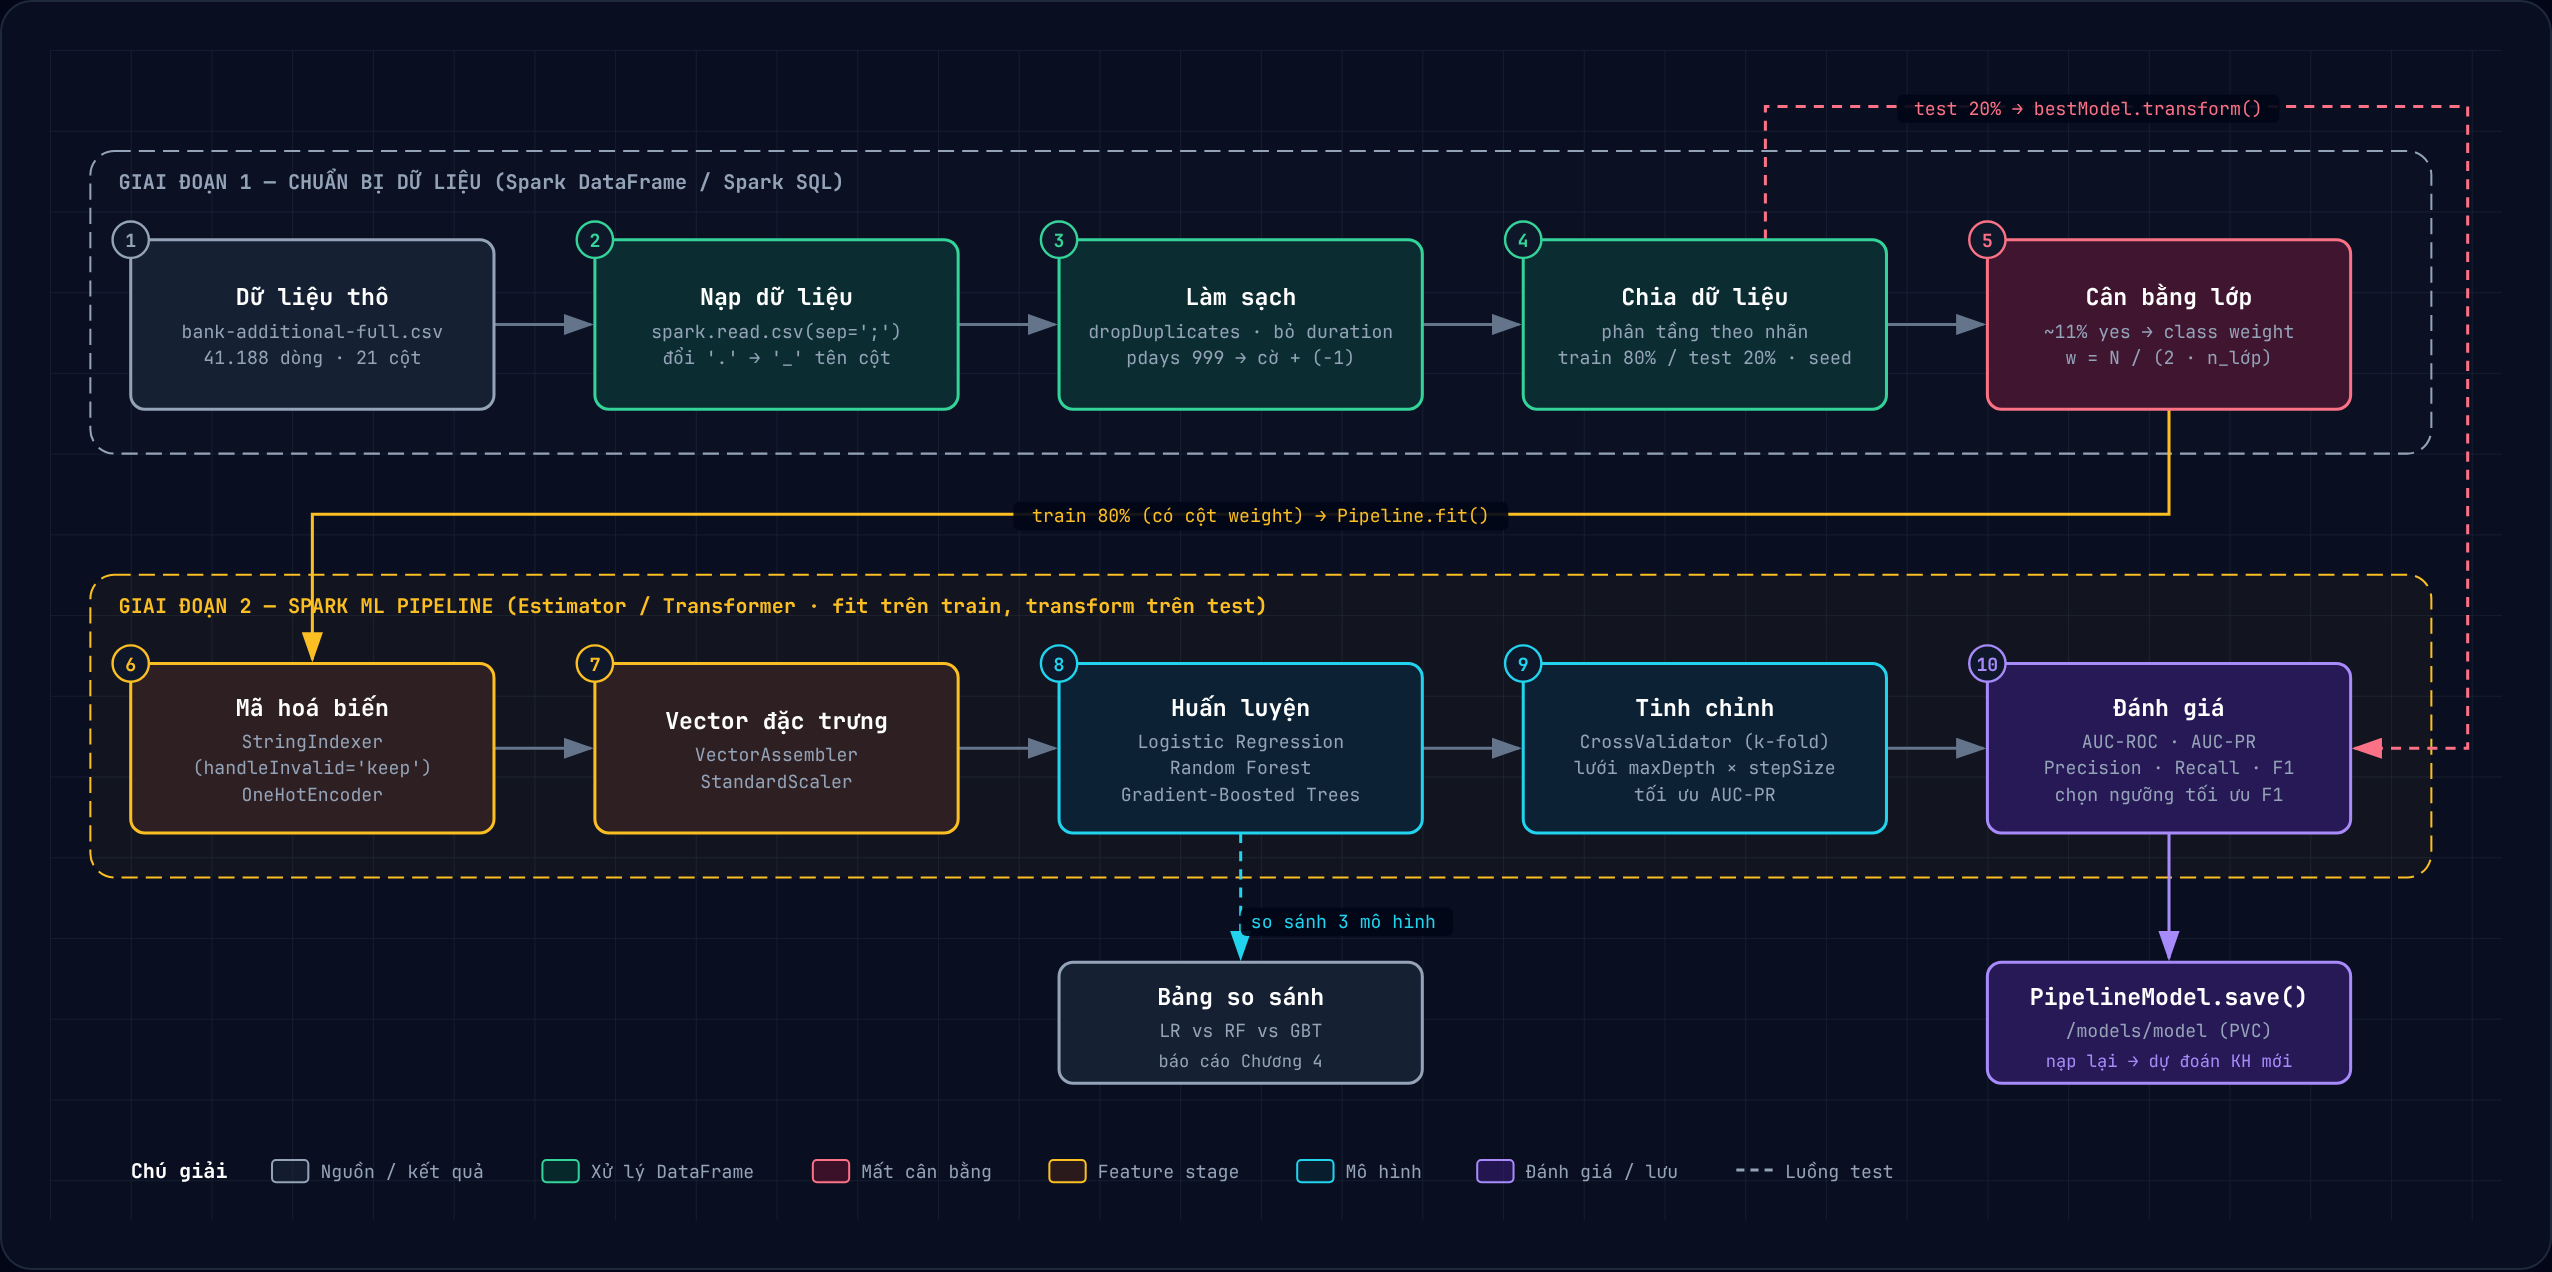 test 20% → bestModel.transform()
GIAI ĐOẠN 1 — CHUẨN BỊ DỮ LIỆU (Spark DataFrame / Spark SQL)
1
Dữ liệu thô
bank-additional-full.csv
41.188 dòng · 21 cột
2
Nạp dữ liệu
spark.read.csv(sep=';')
đổi '.' → '_' tên cột
3
Làm sạch
dropDuplicates · bỏ duration
pdays 999 → cờ + (-1)
4
Chia dữ liệu
phân tầng theo nhãn
train 80% / test 20% · seed
5
Cân bằng lớp
~11% yes → class weight
w = N / (2 · n_lớp)
train 80% (có cột weight) → Pipeline.fit()
GIAI ĐOẠN 2 — SPARK ML PIPELINE (Estimator / Transformer · fit trên train, transform trên test)
6
Mã hoá biến
StringIndexer
(handleInvalid='keep')
OneHotEncoder
7
Vector đặc trưng
VectorAssembler
StandardScaler
8
Huấn luyện
Logistic Regression
Random Forest
Gradient-Boosted Trees
9
Tinh chỉnh
CrossValidator (k-fold)
lưới maxDepth × stepSize
tối ưu AUC-PR
10
Đánh giá
AUC-ROC · AUC-PR
Precision · Recall · F1
chọn ngưỡng tối ưu F1
so sánh 3 mô hình
Bảng so sánh
LR vs RF vs GBT
báo cáo Chương 4
PipelineModel.save()
/models/model (PVC)
nạp lại → dự đoán KH mới
Chú giải
Nguồn / kết quả
Xử lý DataFrame
Mất cân bằng
Feature stage
Mô hình
Đánh giá / lưu
Luồng test